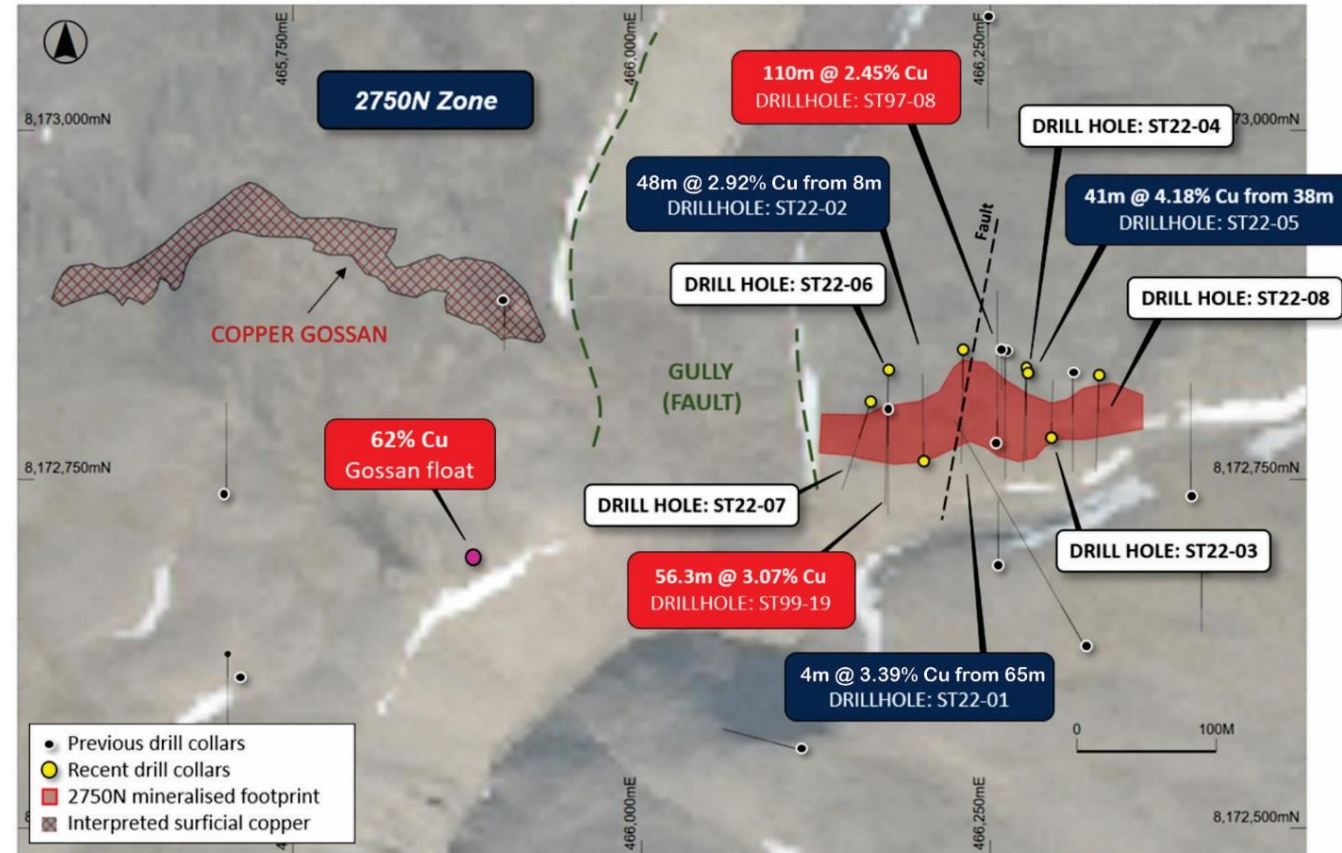 465,750mE
466,000mE
466,250mE
2750N Zone
8,173,000mN
73,000mN
110m @ 2.45% Cu
DRILLHOLE: ST97-08
DRILL HOLE: ST22-04
48m @ 2.92% Cu from 8m
DRILLHOLE: ST22-02
41m @ 4.18% Cu from 38m
DRILLHOLE: ST22-05
Fault
DRILL HOLE: ST22-06
DRILL HOLE: ST22-08
COPPER GOSSAN
GULLY
(FAULT)
62% Cu
Gossan float
8,172,750mN
8,172,750mN
DRILL HOLE: ST22-07
DRILL HOLE: ST22-03
56.3m @ 3.07% Cu
DRILLHOLE: ST99-19
4m @ 3.39% Cu from 65m
DRILLHOLE: ST22-01
0
100M
Previous drill collars
Recent drill collars
2750N mineralised footprint
Interpreted surficial copper
466,000mE
466,250mE
8,172,500mN